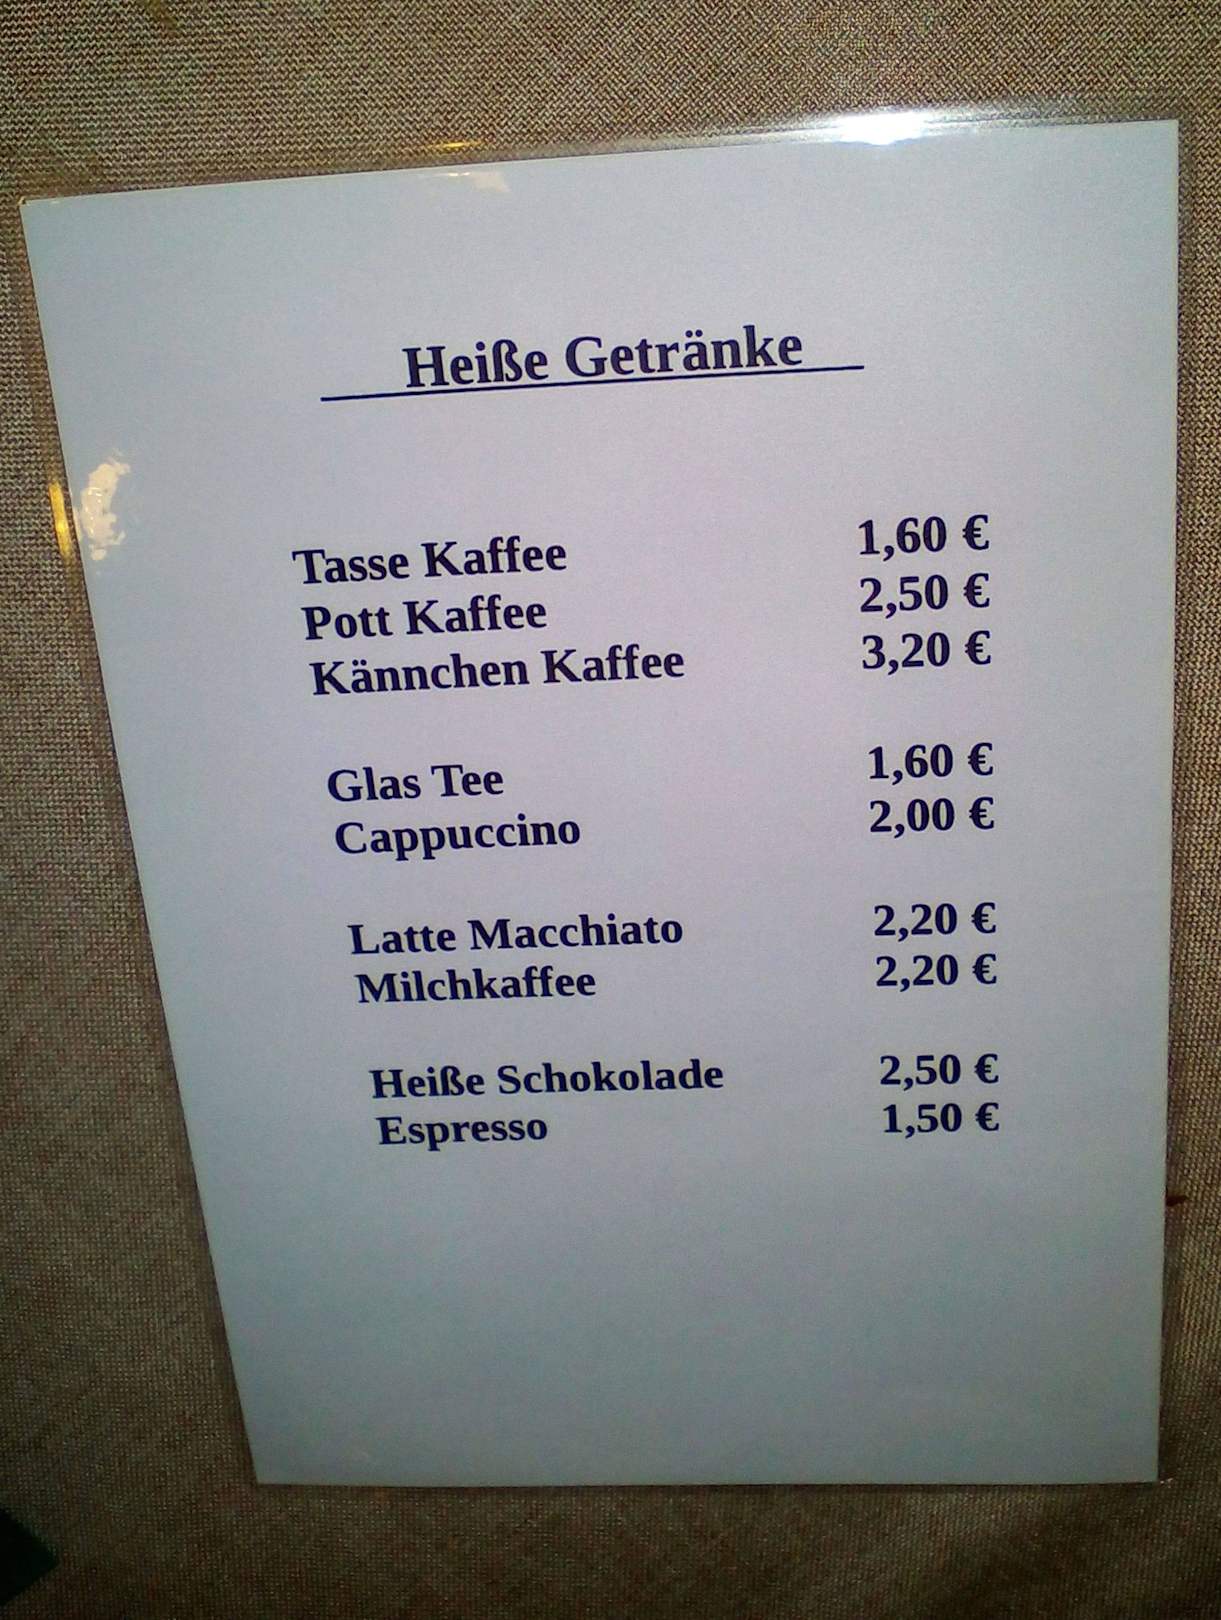 Heiße Getränke
Tasse Kaffee 1,60 €
Pott Kaffee 2,50 €
Kännchen Kaffee 3,20 €
Glas Tee 1,60 €
Cappuccino 2,00 €
Latte Macchiato 2,20 €
Milchkaffee 2,20 €
Heiße Schokolade 2,50 €
Espresso 1,50 €